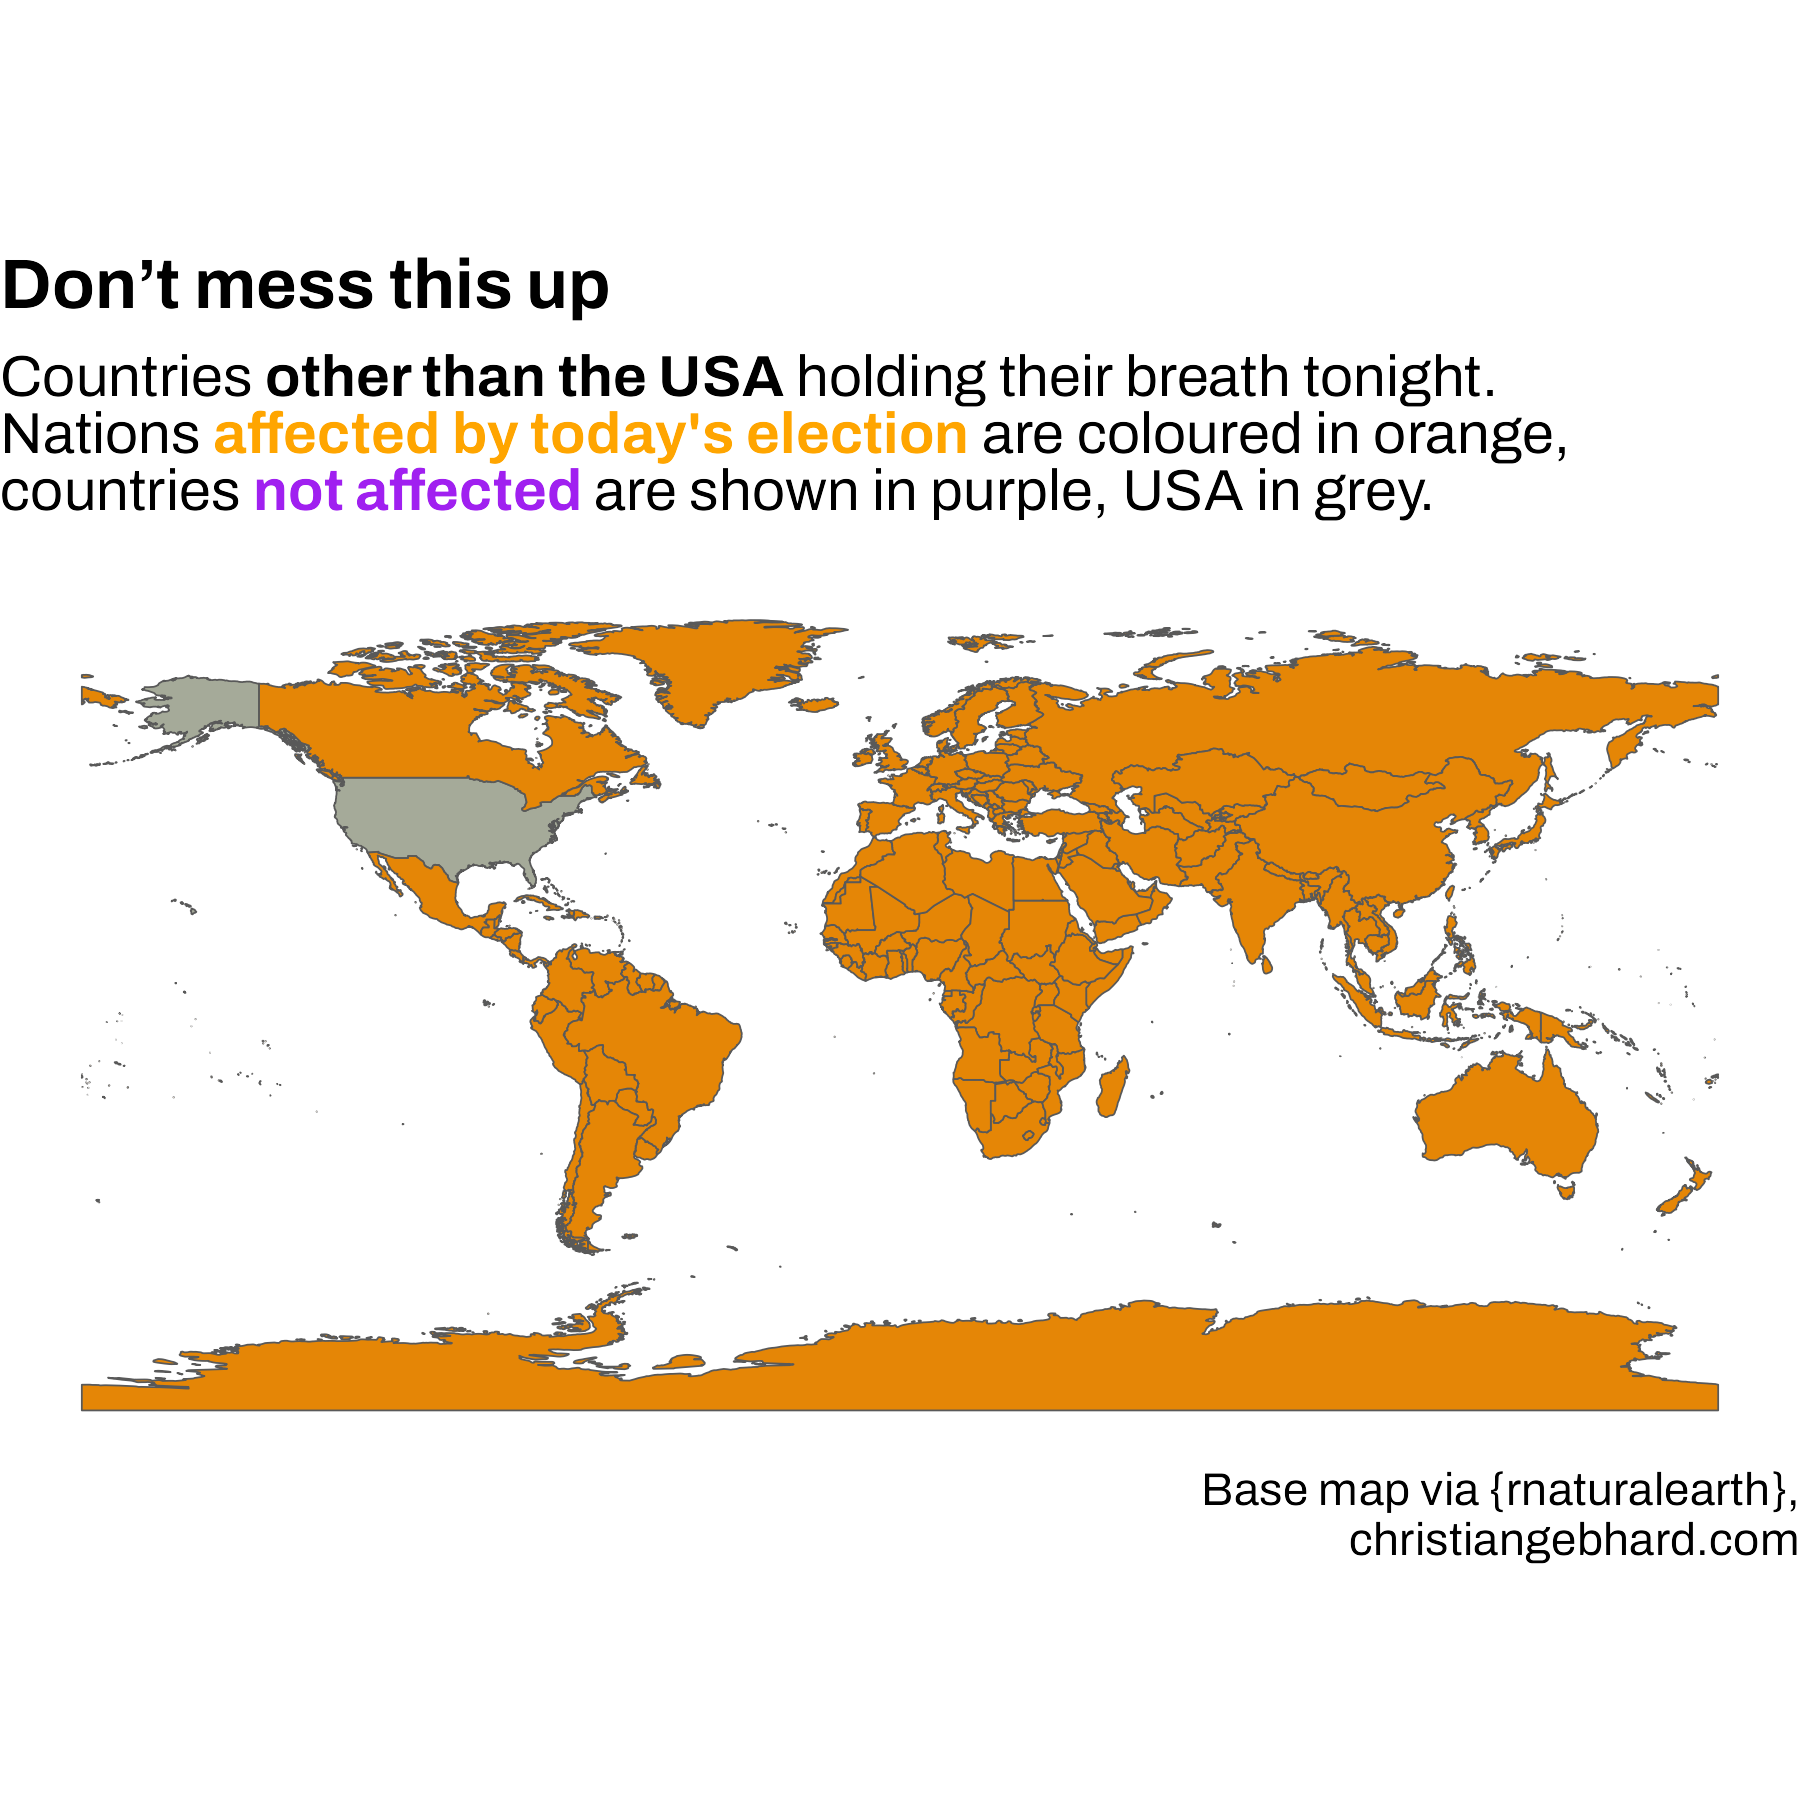 Don’t mess this up
Countries other than the USA holding their breath tonight.
Nations affected by today's election are coloured in orange,
countries not affected are shown in purple, USA in grey.
Base map via {rnaturalearth},
christiangebhard.com